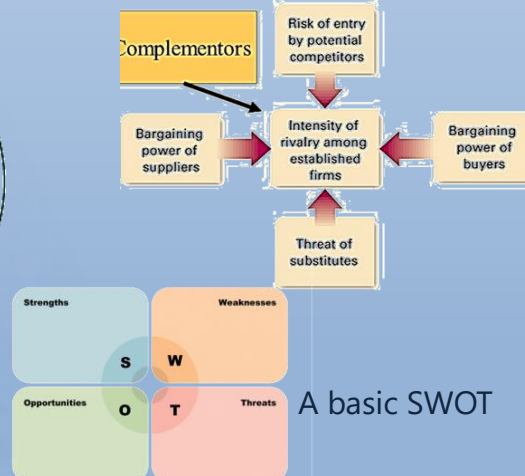 Complementors
Risk of entry
by potential
competitors
Bargaining
power of
suppliers
Intensity of
rivalry among
established
firms
Bargaining
power of
buyers
Threat of
substitutes
Strengths
Weaknesses
S
W
Opportunities
O
T
Threats
A basic SWOT